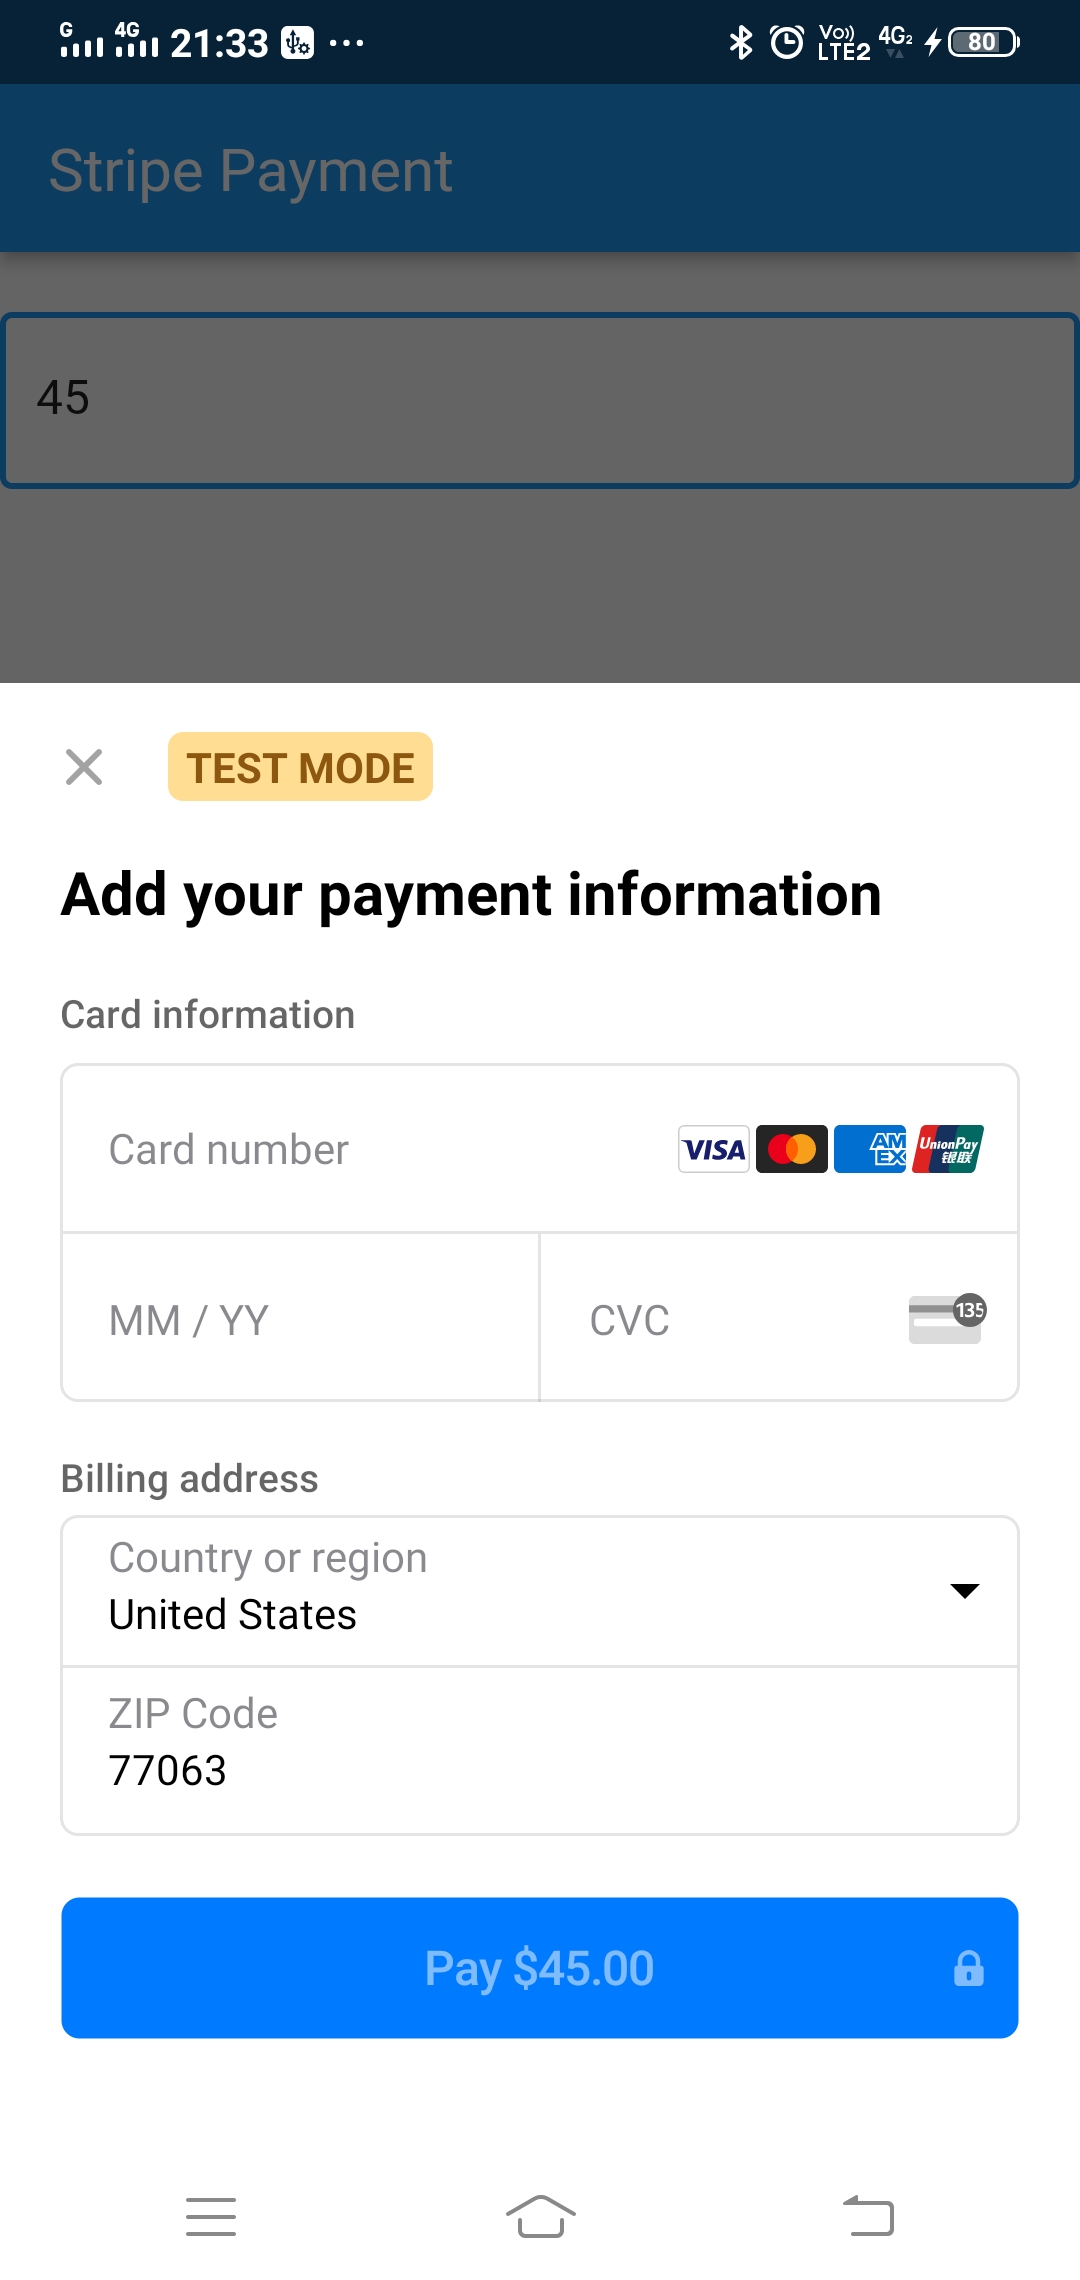 G 4G 21:33 Vo)) LTE2 4G2 80
Stripe Payment
45
TEST MODE
Add your payment information
Card information
Card number VISA AM EX UnionPay 银联
MM / YY CVC 135
Billing address
Country or region
United States
ZIP Code
77063
Pay $45.00